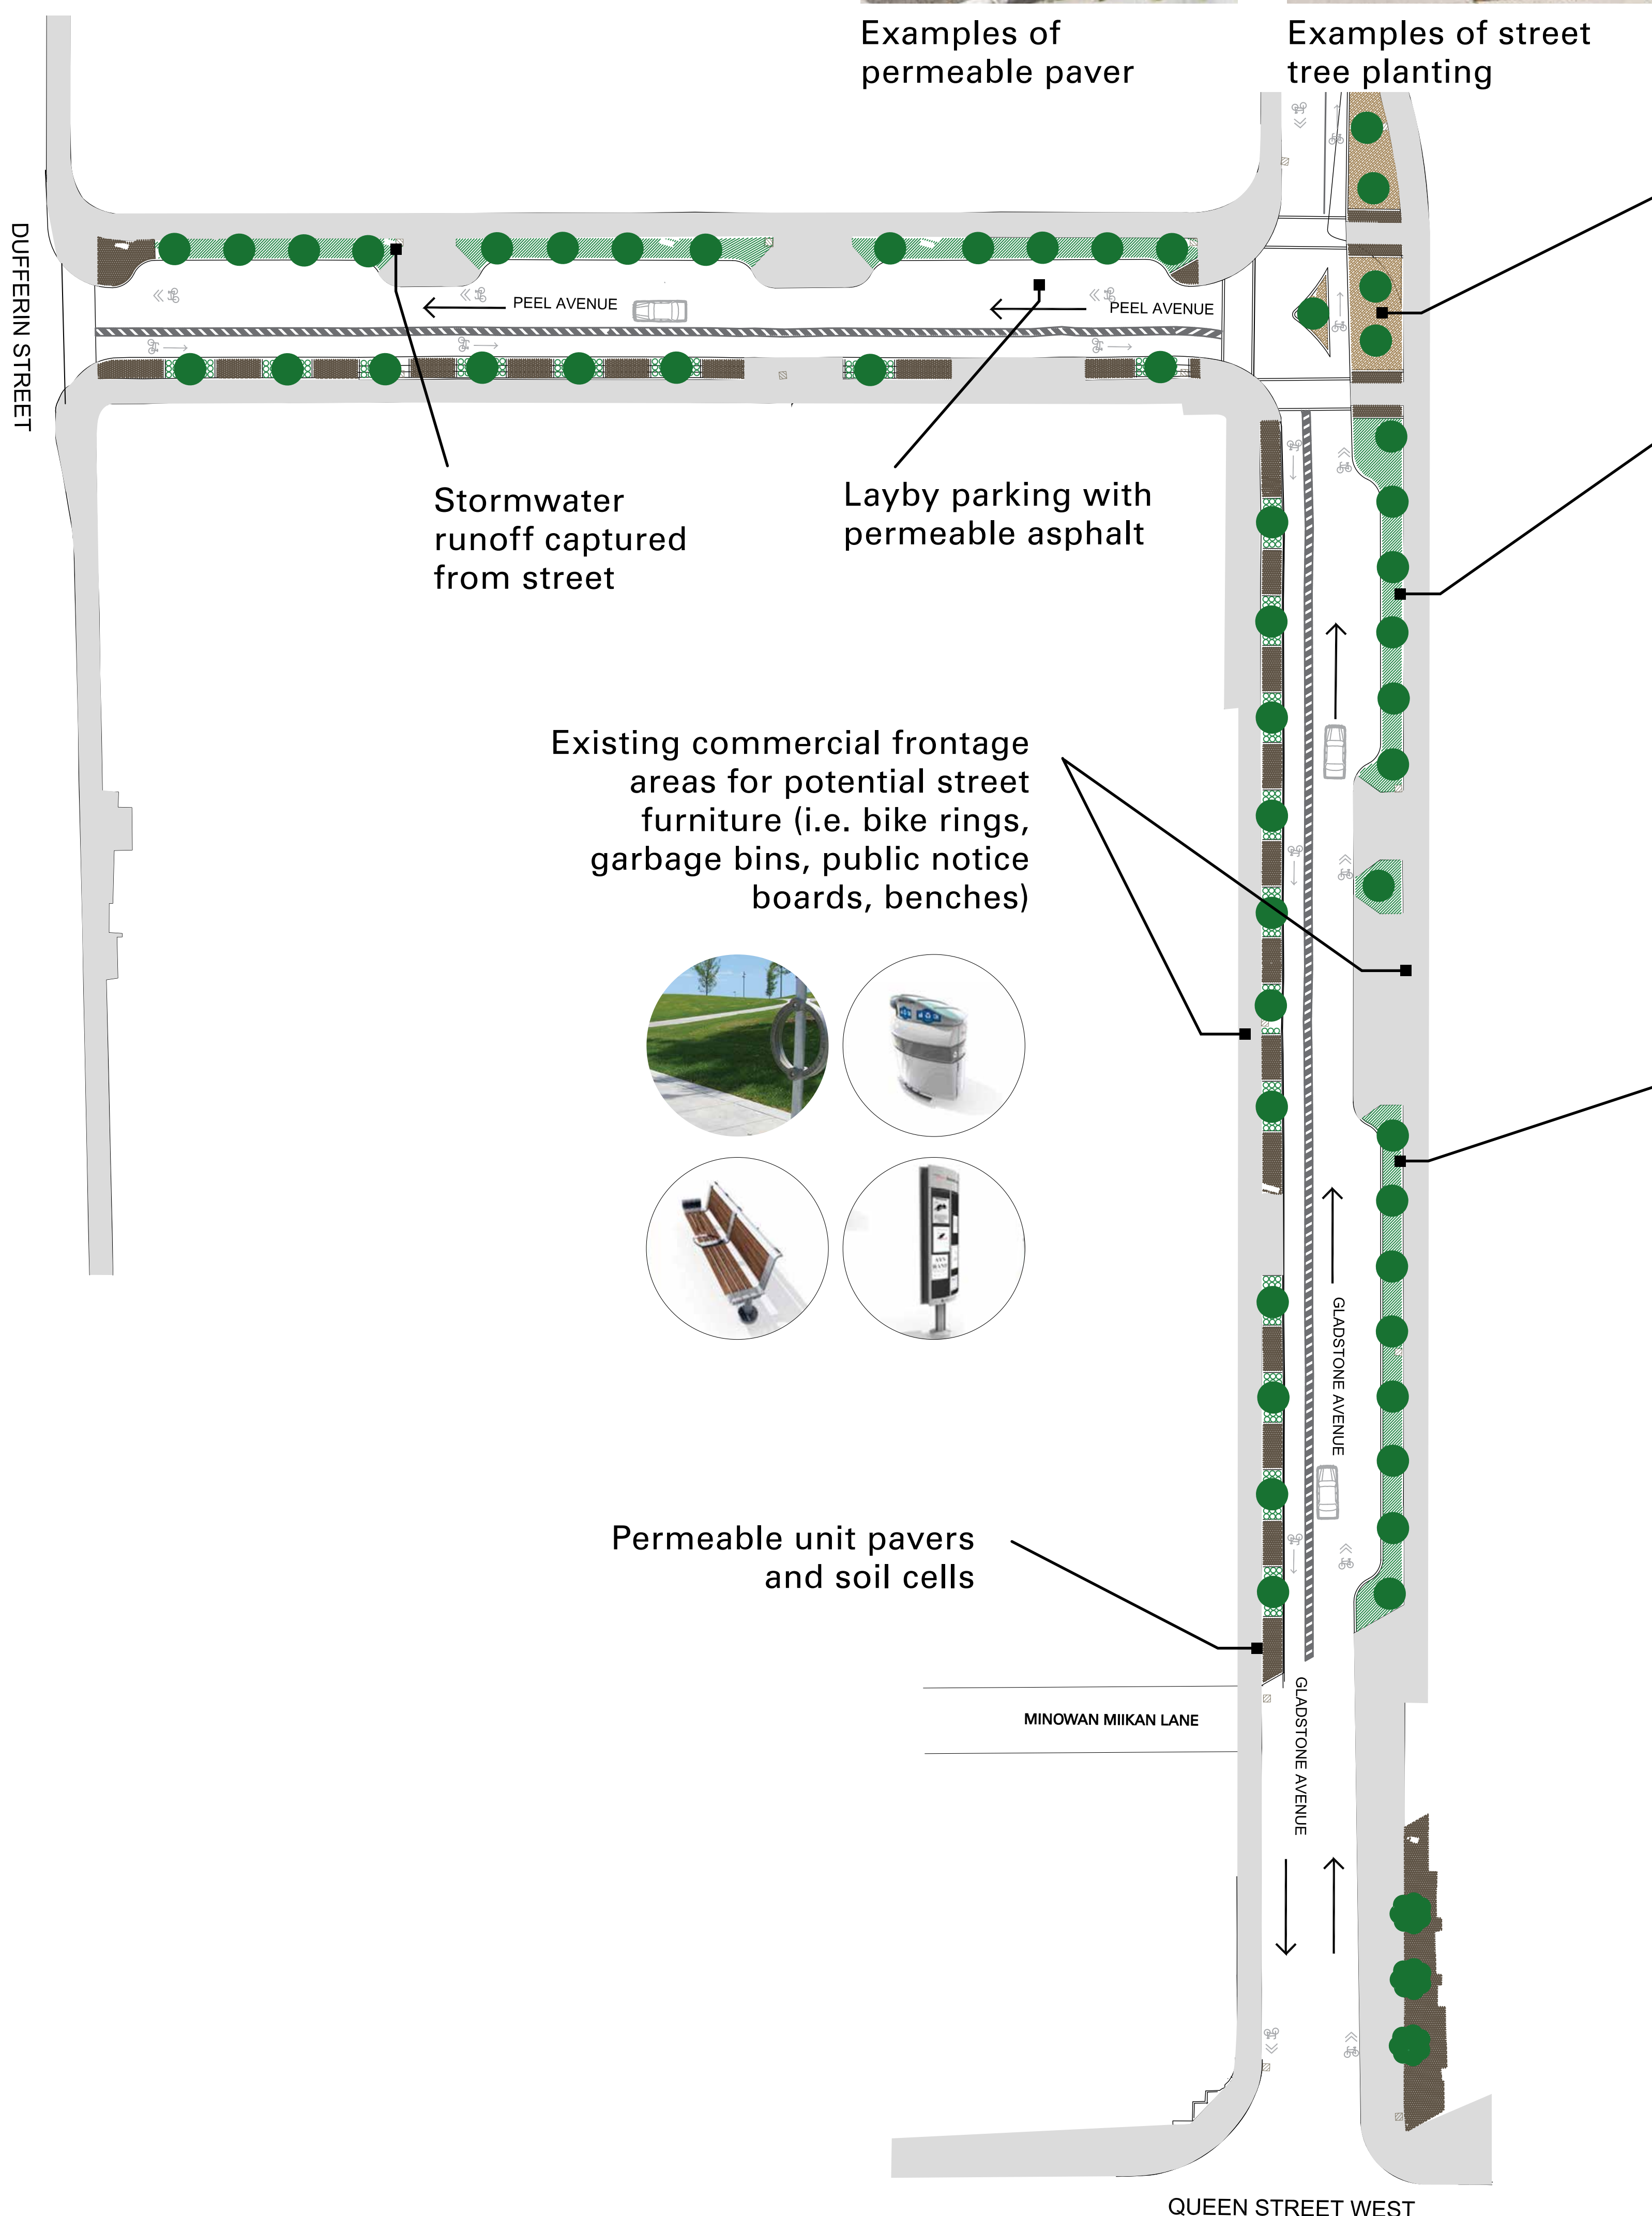 Examples of
permeable paver
Examples of street
tree planting
DUFFERIN STREET
PEEL AVENUE
PEEL AVENUE
Stormwater
runoff captured
from street
Layby parking with
permeable asphalt
Existing commercial frontage
areas for potential street
furniture (i.e. bike rings,
garbage bins, public notice
boards, benches)
GLADSTONE AVENUE
Permeable unit pavers
and soil cells
MINOWAN MIIKAN LANE
GLADSTONE AVENUE
QUEEN STREET WEST